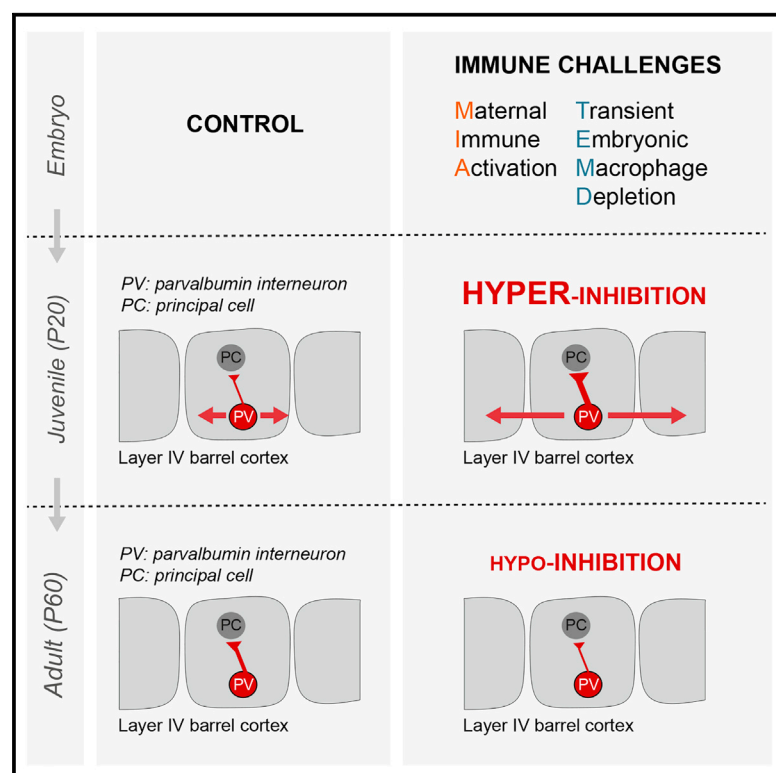 Embryo
CONTROL
IMMUNE CHALLENGES
Maternal
Immune
Activation
Transient
Embryonic
Macrophage
Depletion
Juvenile (P20)
PV: parvalbumin interneuron
PC: principal cell
PC
PV
Layer IV barrel cortex
HYPER-INHIBITION
PC
PV
Layer IV barrel cortex
Adult (P60)
PV: parvalbumin interneuron
PC: principal cell
PC
PV
Layer IV barrel cortex
HYPO-INHIBITION
PC
PV
Layer IV barrel cortex